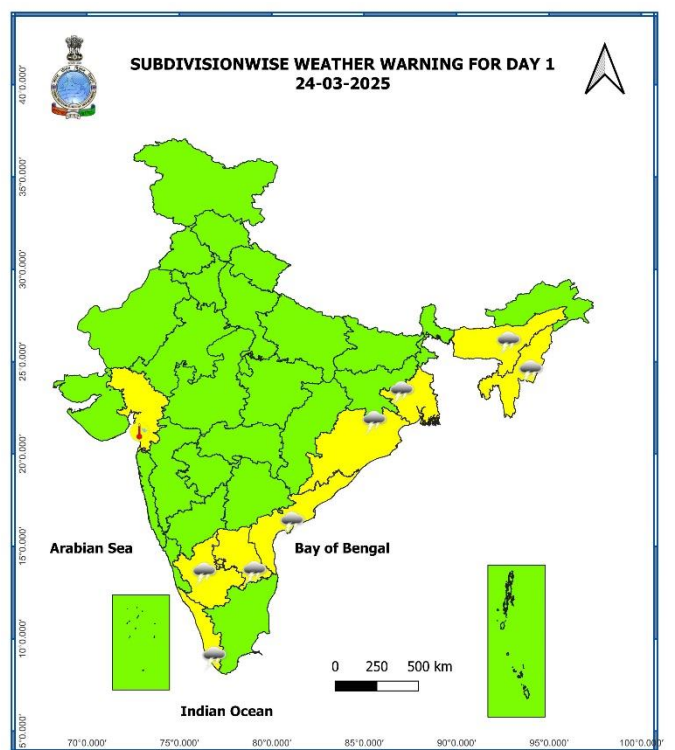 SUBDIVISIONWISE WEATHER WARNING FOR DAY 1
24-03-2025
40°0.000'
35°0.000'
30°0.000'
25°0.000'
20°0.000'
15°0.000'
10°0.000'
5°0.000'
Arabian Sea
Bay of Bengal
0 250 500 km
Indian Ocean
70°0.000' 75°0.000' 80°0.000' 85°0.000' 90°0.000' 95°0.000' 100°0.000'